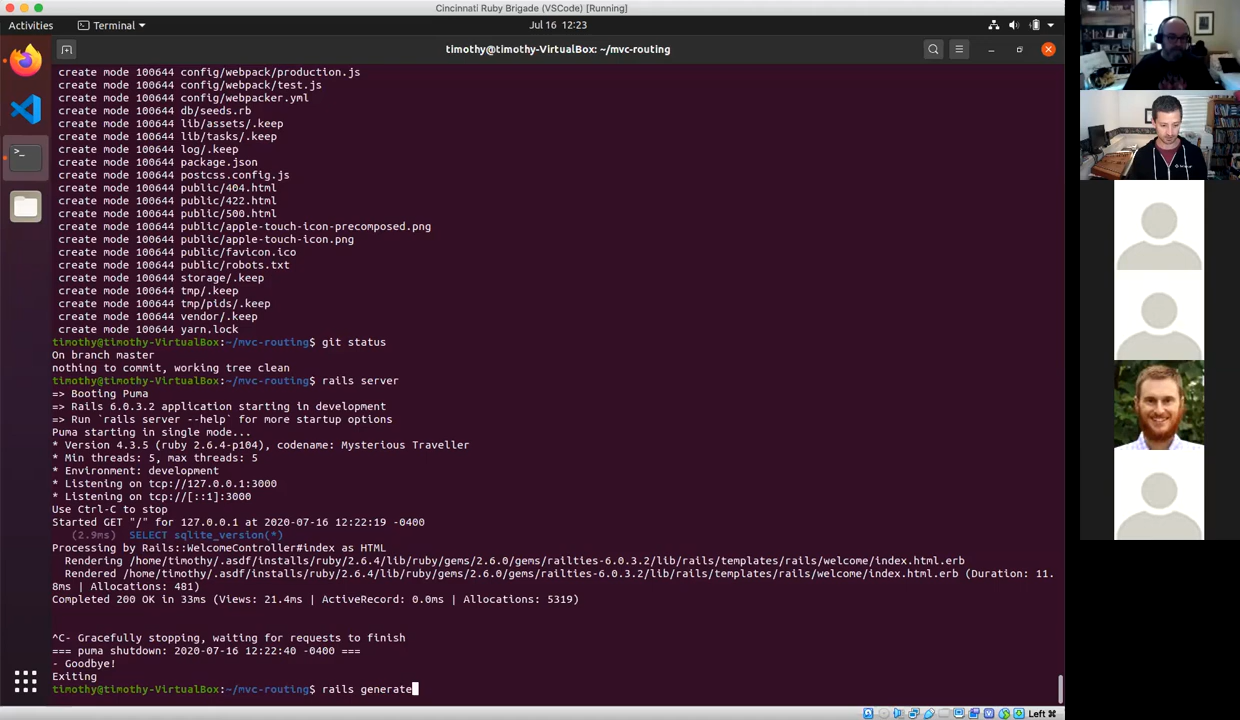 Cincinnati Ruby Brigade (VSCode) [Running]
Activities Terminal Jul 16 12:23
timothy@timothy-VirtualBox: ~/mvc-routing
create mode 100644 config/webpack/production.js
create mode 100644 config/webpack/test.js
create mode 100644 config/webpacker.yml
create mode 100644 db/seeds.rb
create mode 100644 lib/assets/.keep
create mode 100644 lib/tasks/.keep
create mode 100644 log/.keep
create mode 100644 package.json
create mode 100644 postcss.config.js
create mode 100644 public/404.html
create mode 100644 public/422.html
create mode 100644 public/500.html
create mode 100644 public/apple-touch-icon-precomposed.png
create mode 100644 public/apple-touch-icon.png
create mode 100644 public/favicon.ico
create mode 100644 public/robots.txt
create mode 100644 storage/.keep
create mode 100644 tmp/.keep
create mode 100644 tmp/pids/.keep
create mode 100644 vendor/.keep
create mode 100644 yarn.lock
timothy@timothy-VirtualBox:~/mvc-routing$ git status
On branch master
nothing to commit, working tree clean
timothy@timothy-VirtualBox:~/mvc-routing$ rails server
=> Booting Puma
=> Rails 6.0.3.2 application starting in development
=> Run `rails server --help` for more startup options
Puma starting in single mode...
* Version 4.3.5 (ruby 2.6.4-p104), codename: Mysterious Traveller
* Min threads: 5, max threads: 5
* Environment: development
* Listening on tcp://127.0.0.1:3000
* Listening on tcp://[::1]:3000
Use Ctrl-C to stop
Started GET "/" for 127.0.0.1 at 2020-07-16 12:22:19 -0400
(2.9ms) SELECT sqlite_version(*)
Processing by Rails::WelcomeController#index as HTML
Rendering /home/timothy/.asdf/installs/ruby/2.6.4/lib/ruby/gems/2.6.0/gems/railties-6.0.3.2/lib/rails/templates/rails/welcome/index.html.erb
Rendered /home/timothy/.asdf/installs/ruby/2.6.4/lib/ruby/gems/2.6.0/gems/railties-6.0.3.2/lib/rails/templates/rails/welcome/index.html.erb (Duration: 11.
8ms | Allocations: 481)
Completed 200 OK in 33ms (Views: 21.4ms | ActiveRecord: 0.0ms | Allocations: 5319)
^C- Gracefully stopping, waiting for requests to finish
=== puma shutdown: 2020-07-16 12:22:40 -0400 ===
- Goodbye!
Exiting
timothy@timothy-VirtualBox:~/mvc-routing$ rails generate
Left ⌘